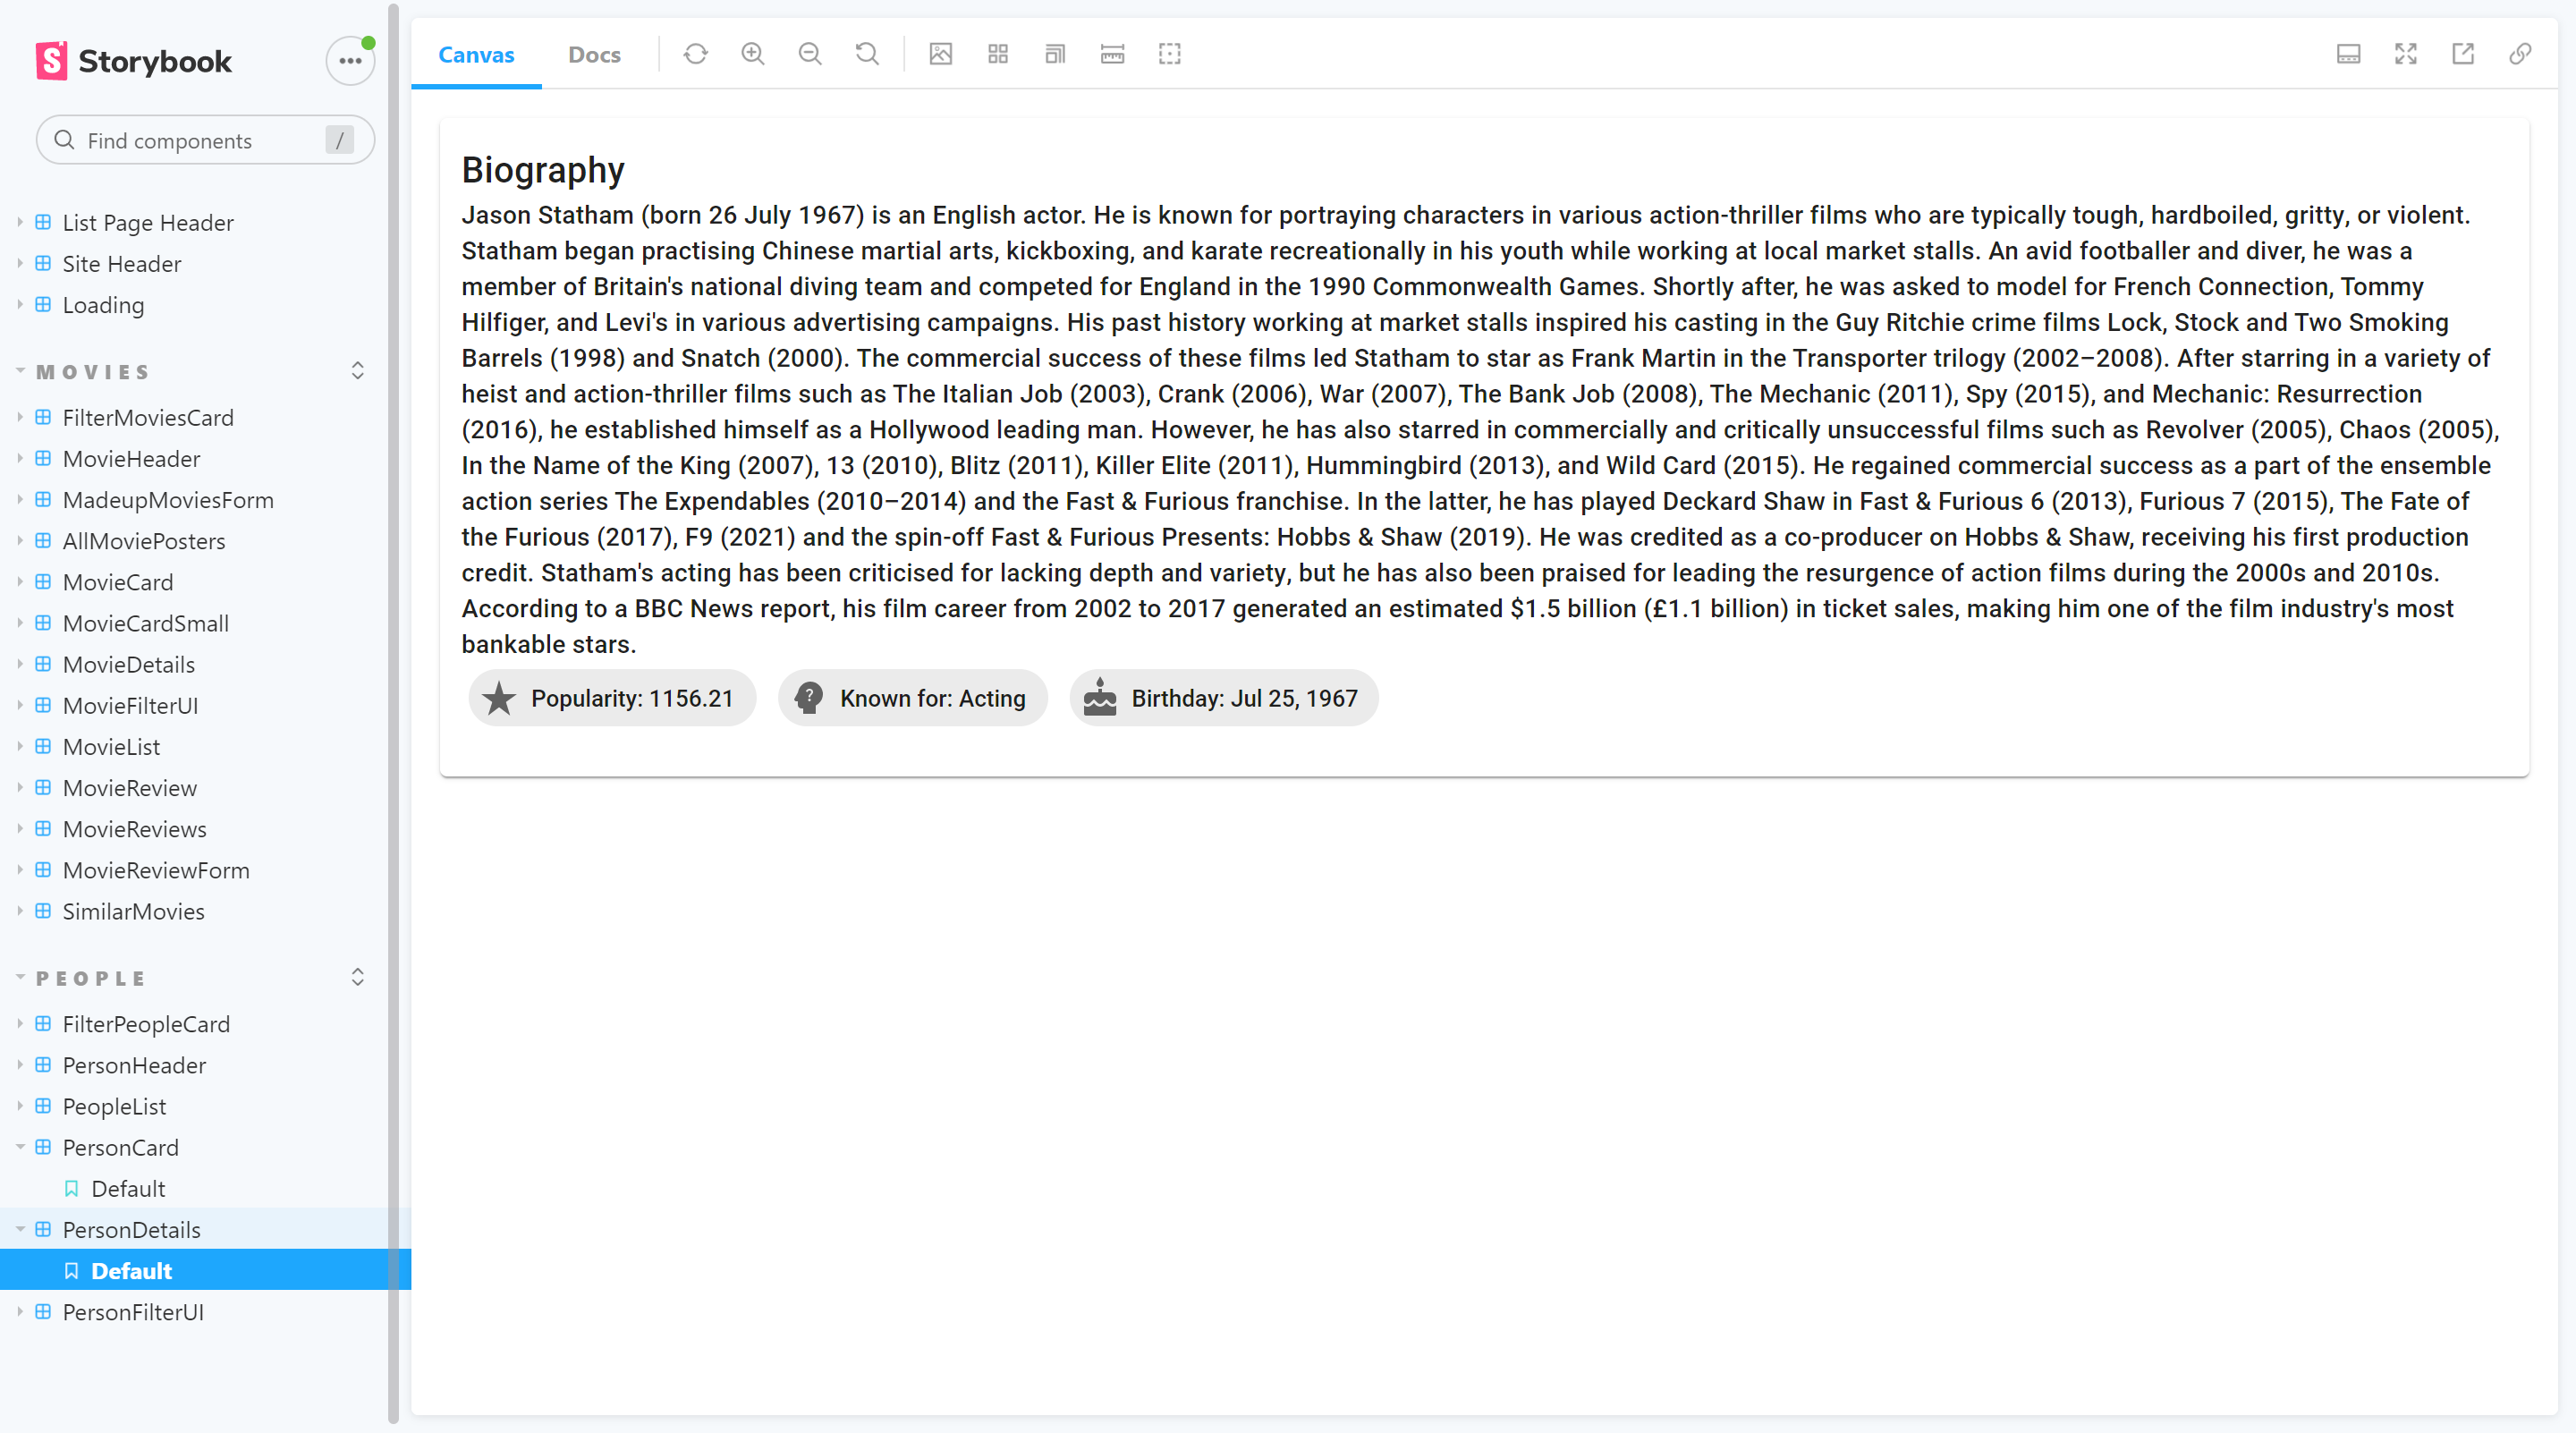 Storybook
Find components
/
List Page Header
Site Header
Loading
MOVIES
FilterMoviesCard
MovieHeader
MadeupMoviesForm
AllMoviePosters
MovieCard
MovieCardSmall
MovieDetails
MovieFilterUI
MovieList
MovieReview
MovieReviews
MovieReviewForm
SimilarMovies
PEOPLE
FilterPeopleCard
PersonHeader
PeopleList
PersonCard
Default
PersonDetails
Default
PersonFilterUI
Canvas Docs
Biography
Jason Statham (born 26 July 1967) is an English actor. He is known for portraying characters in various action-thriller films who are typically tough, hardboiled, gritty, or violent.
Statham began practising Chinese martial arts, kickboxing, and karate recreationally in his youth while working at local market stalls. An avid footballer and diver, he was a
member of Britain's national diving team and competed for England in the 1990 Commonwealth Games. Shortly after, he was asked to model for French Connection, Tommy
Hilfiger, and Levi's in various advertising campaigns. His past history working at market stalls inspired his casting in the Guy Ritchie crime films Lock, Stock and Two Smoking
Barrels (1998) and Snatch (2000). The commercial success of these films led Statham to star as Frank Martin in the Transporter trilogy (2002–2008). After starring in a variety of
heist and action-thriller films such as The Italian Job (2003), Crank (2006), War (2007), The Bank Job (2008), The Mechanic (2011), Spy (2015), and Mechanic: Resurrection
(2016), he established himself as a Hollywood leading man. However, he has also starred in commercially and critically unsuccessful films such as Revolver (2005), Chaos (2005),
In the Name of the King (2007), 13 (2010), Blitz (2011), Killer Elite (2011), Hummingbird (2013), and Wild Card (2015). He regained commercial success as a part of the ensemble
action series The Expendables (2010–2014) and the Fast & Furious franchise. In the latter, he has played Deckard Shaw in Fast & Furious 6 (2013), Furious 7 (2015), The Fate of
the Furious (2017), F9 (2021) and the spin-off Fast & Furious Presents: Hobbs & Shaw (2019). He was credited as a co-producer on Hobbs & Shaw, receiving his first production
credit. Statham's acting has been criticised for lacking depth and variety, but he has also been praised for leading the resurgence of action films during the 2000s and 2010s.
According to a BBC News report, his film career from 2002 to 2017 generated an estimated $1.5 billion (£1.1 billion) in ticket sales, making him one of the film industry's most
bankable stars.
Popularity: 1156.21 Known for: Acting Birthday: Jul 25, 1967